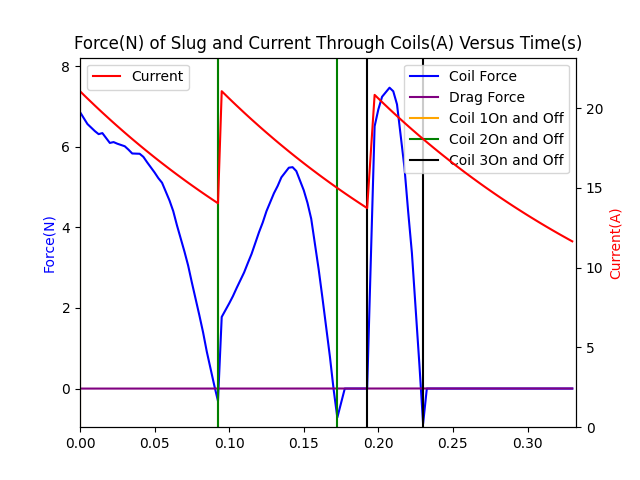 Force(N) of Slug and Current Through Coils(A) Versus Time(s)
Current
Coil Force
Drag Force
Coil 1On and Off
Coil 2On and Off
Coil 3On and Off
Force(N)
8
6
4
2
0
Current(A)
20
15
10
5
0
0.00 0.05 0.10 0.15 0.20 0.25 0.30